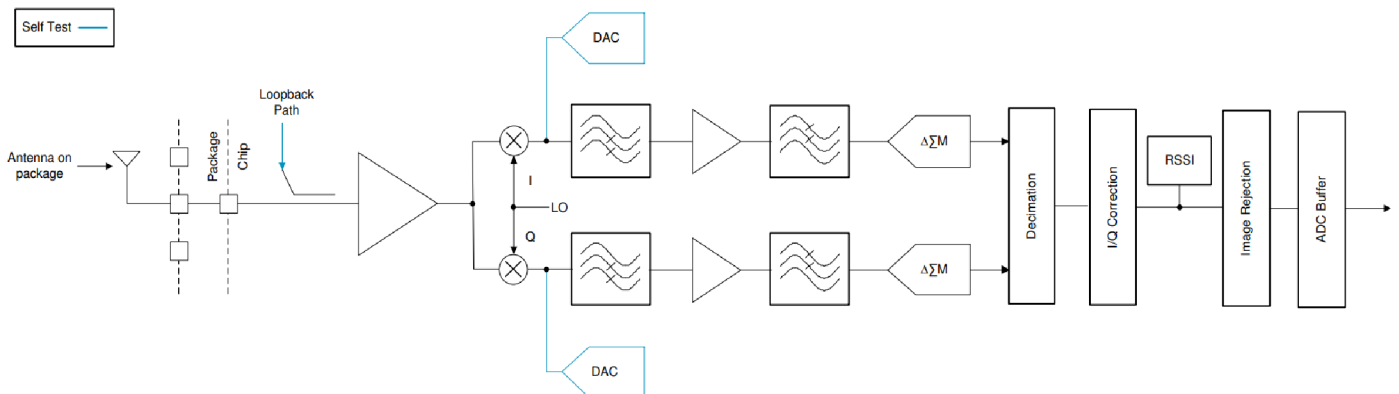 Self Test
DAC
Loopback
Path
Antenna on
package
Package
Chip
I
LO
Q
ΔΣM
ΔΣM
Decimation
I/Q Correction
RSSI
Image Rejection
ADC Buffer
DAC